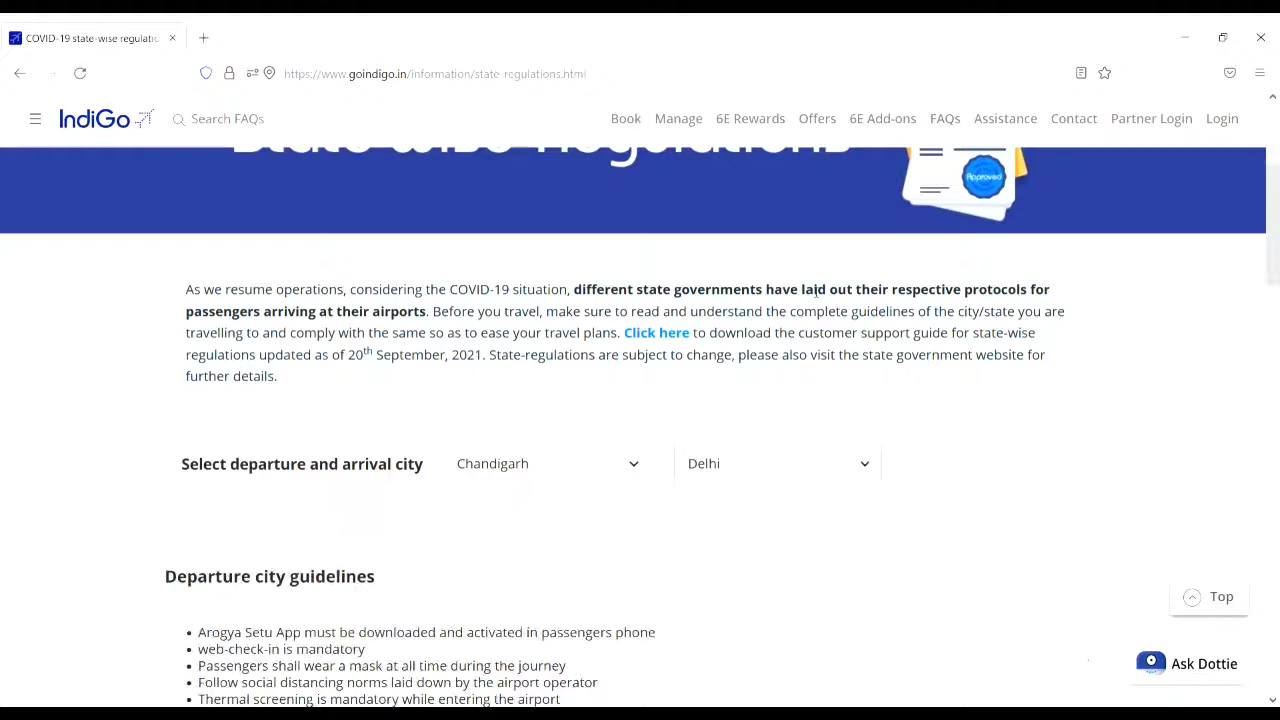 COVID-19 state-wise regulatic
https://www.goindigo.in/information/state-regulations.html
IndiGo
Search FAQs
Book Manage 6E Rewards Offers 6E Add-ons FAQs Assistance Contact Partner Login Login
State-wise Regulations
Approved
As we resume operations, considering the COVID-19 situation, different state governments have laid out their respective protocols for
passengers arriving at their airports. Before you travel, make sure to read and understand the complete guidelines of the city/state you are
travelling to and comply with the same so as to ease your travel plans. Click here to download the customer support guide for state-wise
regulations updated as of 20th September, 2021. State-regulations are subject to change, please also visit the state government website for
further details.
Select departure and arrival city Chandigarh Delhi
Departure city guidelines
• Arogya Setu App must be downloaded and activated in passengers phone
• web-check-in is mandatory
• Passengers shall wear a mask at all time during the journey
• Follow social distancing norms laid down by the airport operator
• Thermal screening is mandatory while entering the airport
Top
Ask Dottie